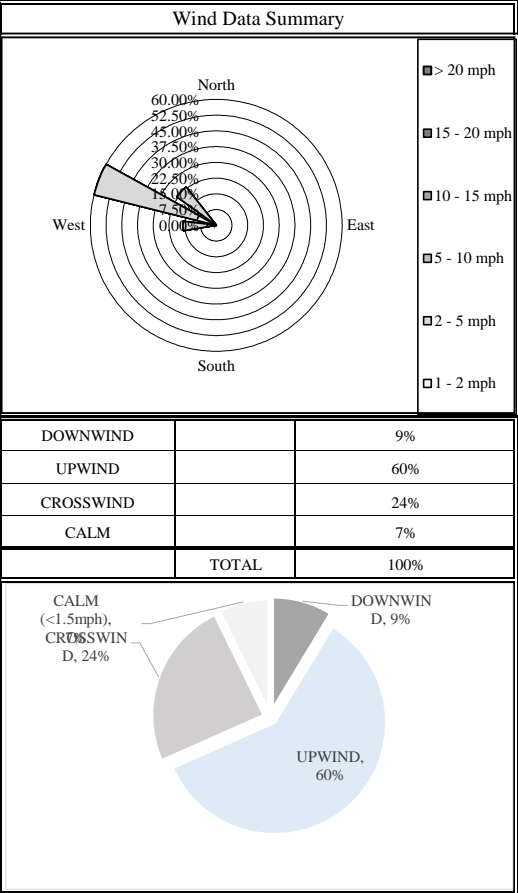 Wind Data Summary
North
60.00%
52.50%
45.00%
37.50%
30.00%
22.50%
15.00%
7.50%
0.00%
West
East
South
> 20 mph
15 - 20 mph
10 - 15 mph
5 - 10 mph
2 - 5 mph
1 - 2 mph
DOWNWIND 9%
UPWIND 60%
CROSSWIND 24%
CALM 7%
TOTAL 100%
CALM
(<1.5mph),
7%
CROSSWIN
D, 24%
DOWNWIN
D, 9%
UPWIND,
60%